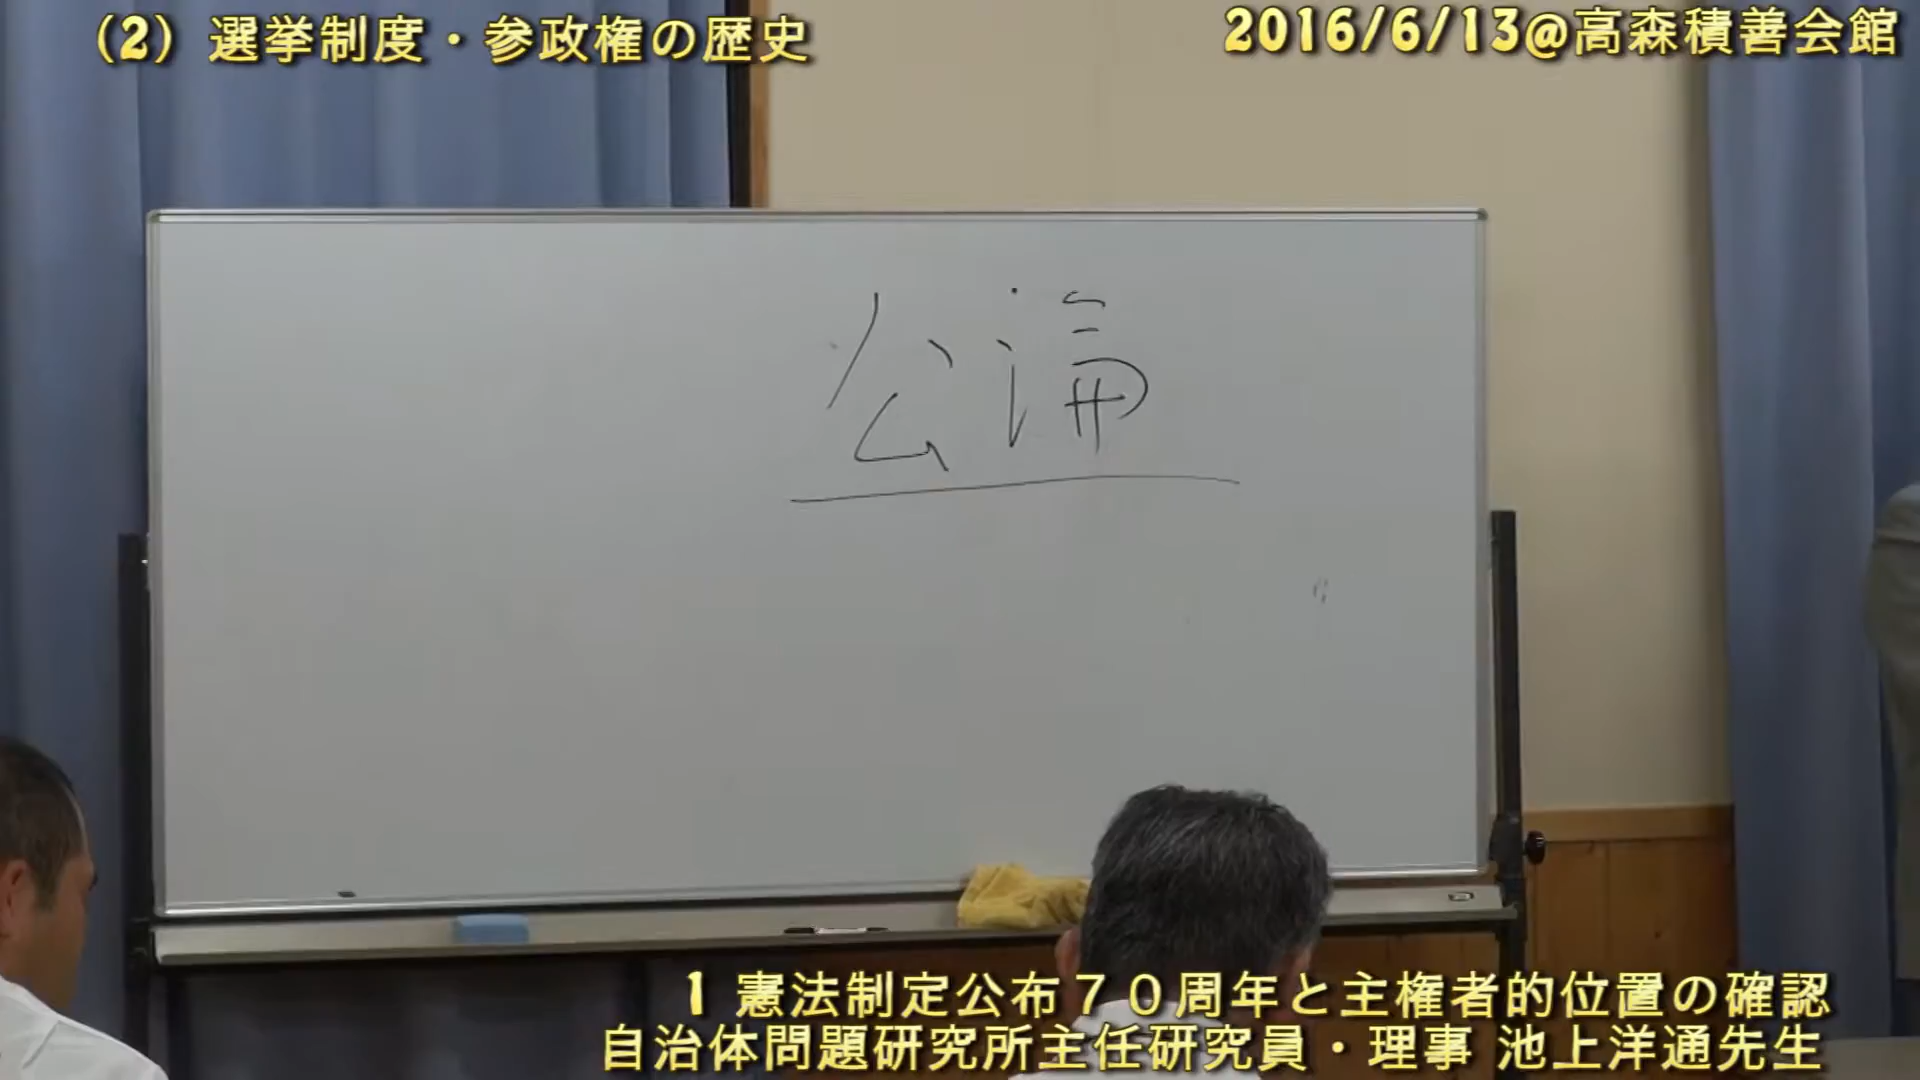 （2）選挙制度・参政権の歴史
2016/6/13@高森積善会館
公論
1 憲法制定公布７０周年と主権者的位置の確認
自治体問題研究所主任研究員・理事 池上洋通先生